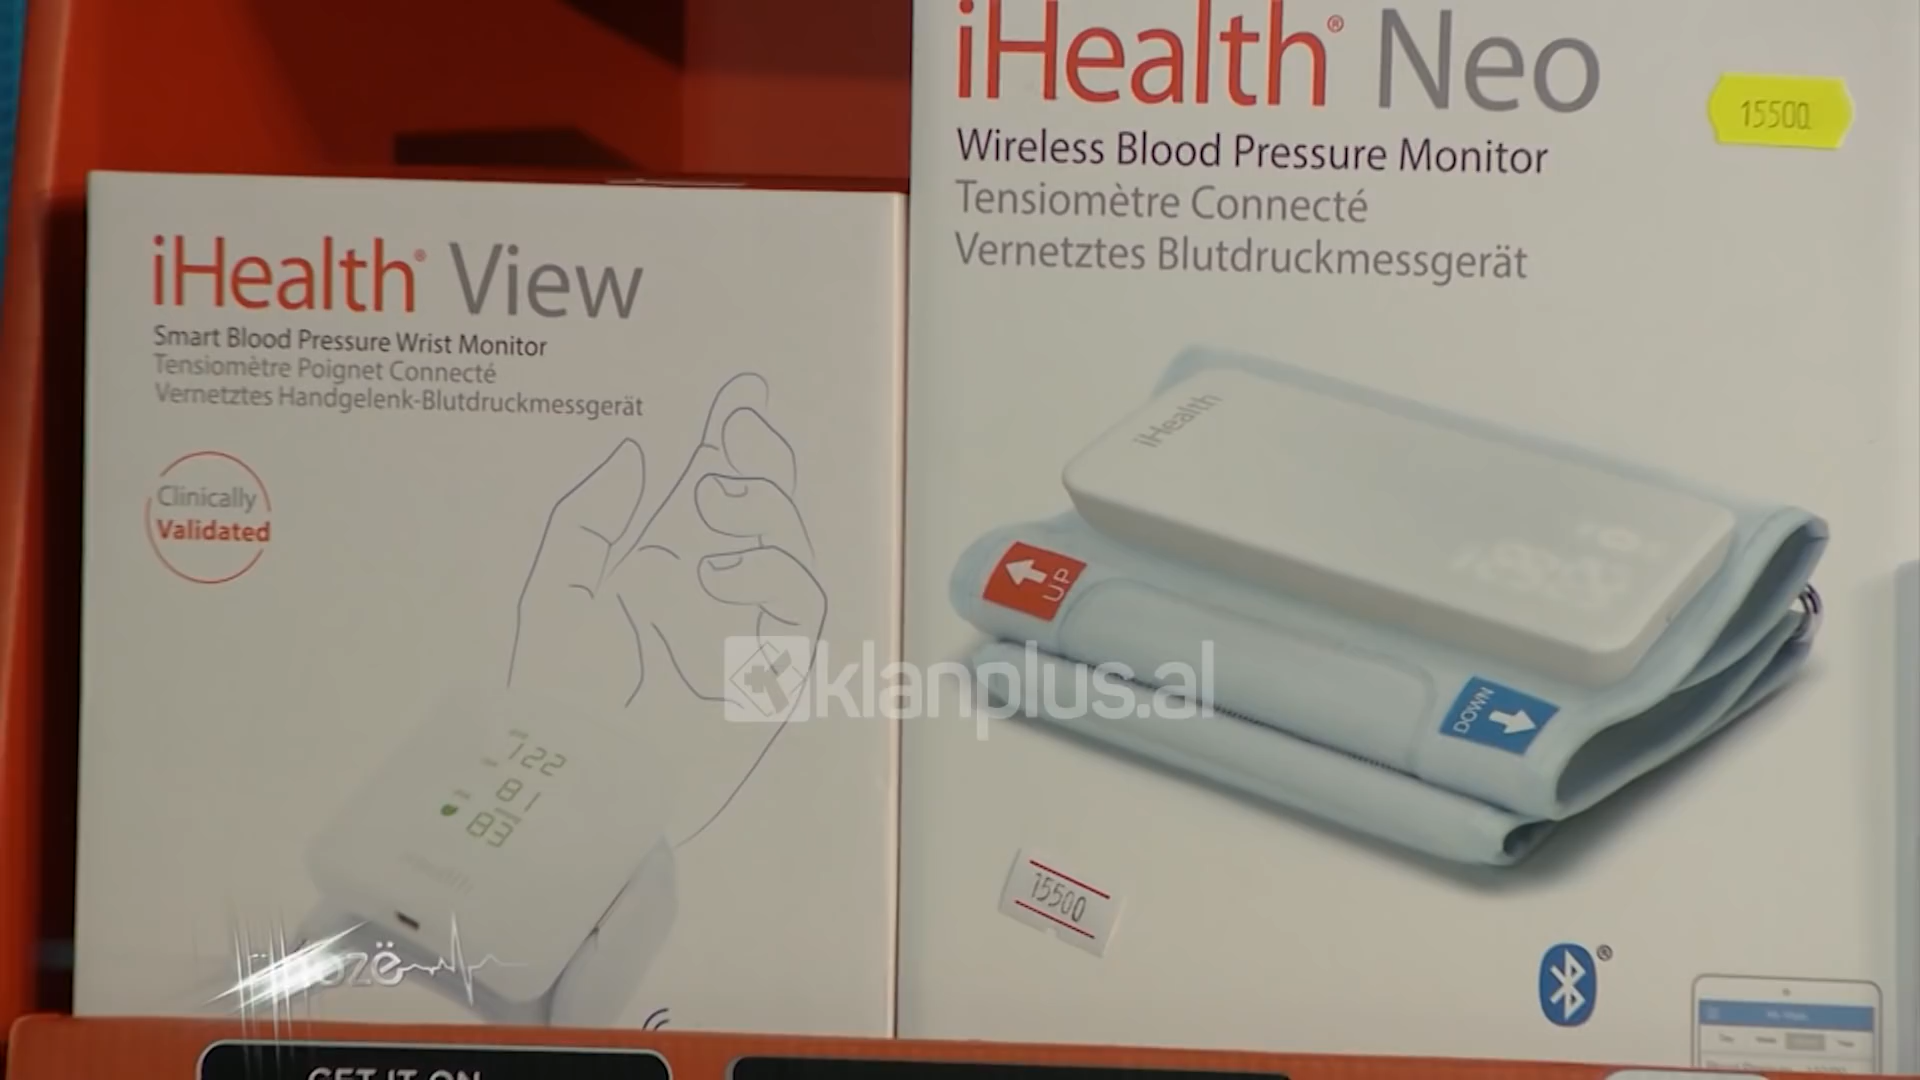 iHealth® Neo
15500
Wireless Blood Pressure Monitor
Tensiomètre Connecté
Vernetztes Blutdruckmessgerät
iHealth® View
Smart Blood Pressure Wrist Monitor
Tensiomètre Poignet Connecté
Vernetztes Handgelenk-Blutdruckmessgerät
Clinically
Validated
iHealth
UP
DOWN
klanplus.al
122
81
83
15500
GET IT ON